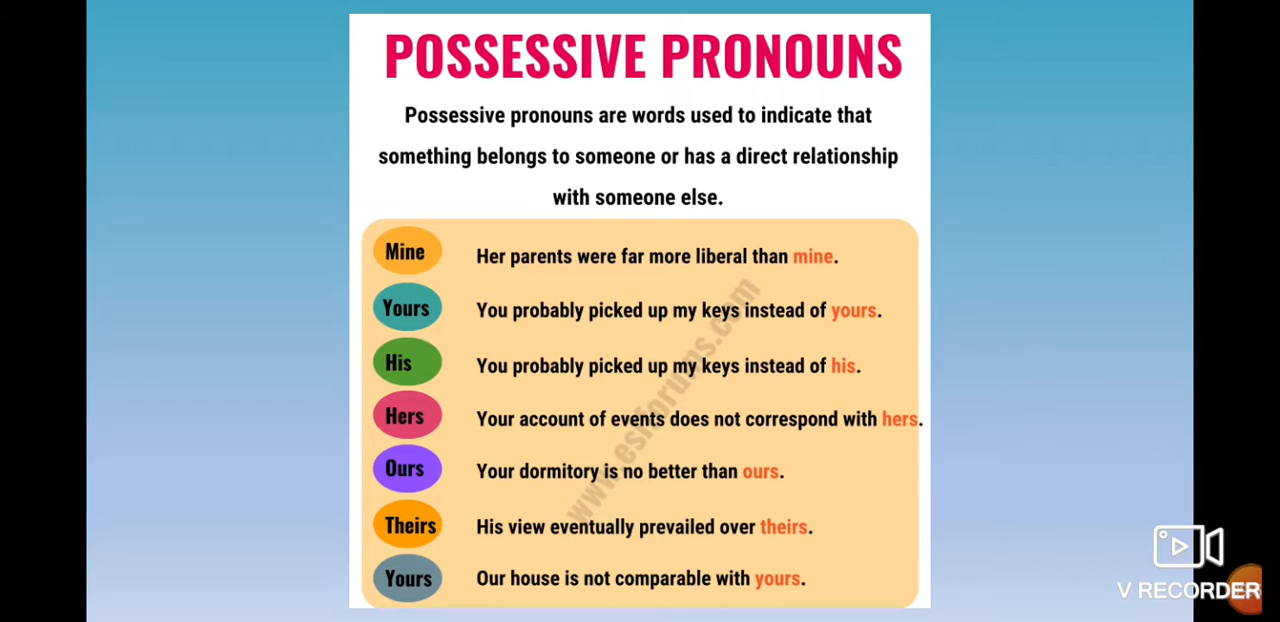 POSSESSIVE PRONOUNS
Possessive pronouns are words used to indicate that
something belongs to someone or has a direct relationship
with someone else.
Mine Her parents were far more liberal than mine.
Yours You probably picked up my keys instead of yours.
His You probably picked up my keys instead of his.
Hers Your account of events does not correspond with hers.
Ours Your dormitory is no better than ours.
Theirs His view eventually prevailed over theirs.
Yours Our house is not comparable with yours.
www.eslforums.com
V RECORDER